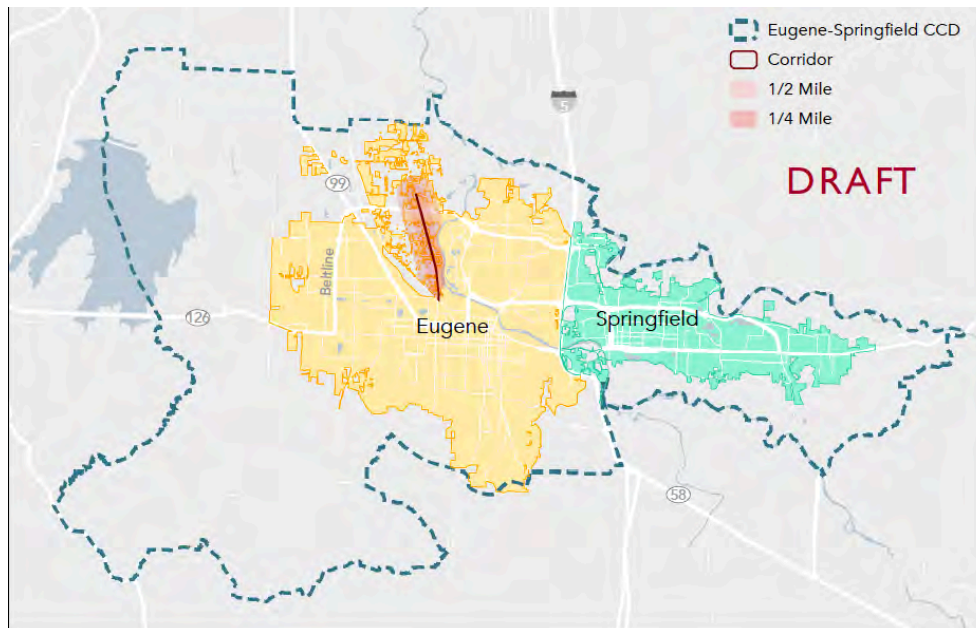 Eugene-Springfield CCD
Corridor
1/2 Mile
1/4 Mile
5
DRAFT
99
Beltline
126
Eugene
Springfield
58